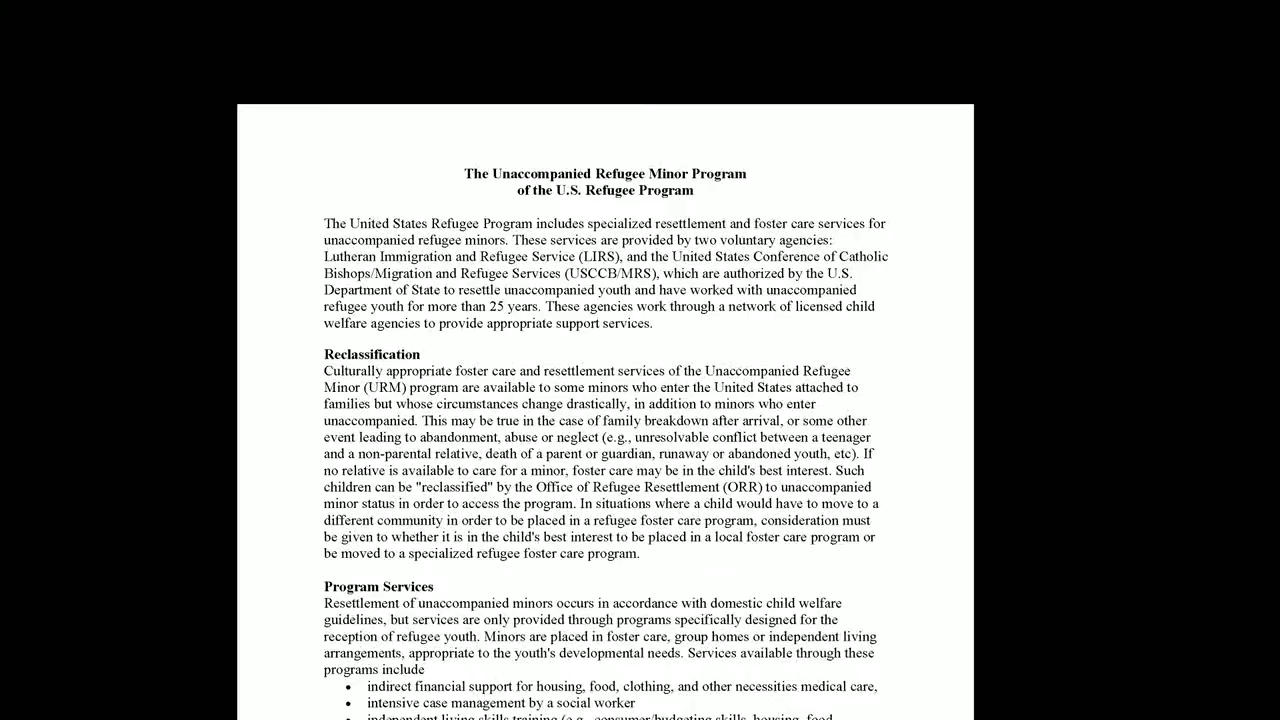 The Unaccompanied Refugee Minor Program
of the U.S. Refugee Program
The United States Refugee Program includes specialized resettlement and foster care services for
unaccompanied refugee minors. These services are provided by two voluntary agencies:
Lutheran Immigration and Refugee Service (LIRS), and the United States Conference of Catholic
Bishops/Migration and Refugee Services (USCCB/MRS), which are authorized by the U.S.
Department of State to resettle unaccompanied youth and have worked with unaccompanied
refugee youth for more than 25 years. These agencies work through a network of licensed child
welfare agencies to provide appropriate support services.
Reclassification
Culturally appropriate foster care and resettlement services of the Unaccompanied Refugee
Minor (URM) program are available to some minors who enter the United States attached to
families but whose circumstances change drastically, in addition to minors who enter
unaccompanied. This may be true in the case of family breakdown after arrival, or some other
event leading to abandonment, abuse or neglect (e.g., unresolvable conflict between a teenager
and a non-parental relative, death of a parent or guardian, runaway or abandoned youth, etc). If
no relative is available to care for a minor, foster care may be in the child's best interest. Such
children can be "reclassified" by the Office of Refugee Resettlement (ORR) to unaccompanied
minor status in order to access the program. In situations where a child would have to move to a
different community in order to be placed in a refugee foster care program, consideration must
be given to whether it is in the child's best interest to be placed in a local foster care program or
be moved to a specialized refugee foster care program.
Program Services
Resettlement of unaccompanied minors occurs in accordance with domestic child welfare
guidelines, but services are only provided through programs specifically designed for the
reception of refugee youth. Minors are placed in foster care, group homes or independent living
arrangements, appropriate to the youth's developmental needs. Services available through these
programs include
• indirect financial support for housing, food, clothing, and other necessities medical care,
• intensive case management by a social worker
• independent living skills training (e.g., consumer/budgeting skills, housing, food